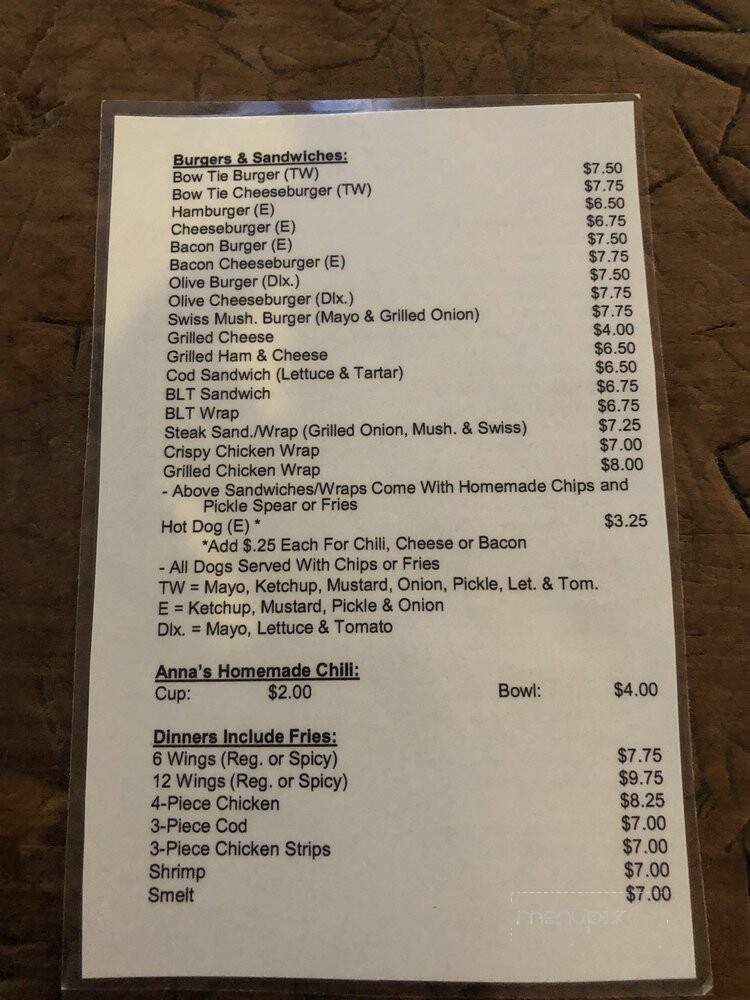 Burgers & Sandwiches:
Bow Tie Burger (TW) $7.50
Bow Tie Cheeseburger (TW) $7.75
Hamburger (E) $6.50
Cheeseburger (E) $6.75
Bacon Burger (E) $7.50
Bacon Cheeseburger (E) $7.75
Olive Burger (Dlx.) $7.50
Olive Cheeseburger (Dlx.) $7.75
Swiss Mush. Burger (Mayo & Grilled Onion) $7.75
Grilled Cheese $4.00
Grilled Ham & Cheese $6.50
Cod Sandwich (Lettuce & Tartar) $6.50
BLT Sandwich $6.75
BLT Wrap $6.75
Steak Sand./Wrap (Grilled Onion, Mush. & Swiss) $7.25
Crispy Chicken Wrap $7.00
Grilled Chicken Wrap $8.00
- Above Sandwiches/Wraps Come With Homemade Chips and
Pickle Spear or Fries
Hot Dog (E) * $3.25
*Add $.25 Each For Chili, Cheese or Bacon
- All Dogs Served With Chips or Fries
TW = Mayo, Ketchup, Mustard, Onion, Pickle, Let. & Tom.
E = Ketchup, Mustard, Pickle & Onion
Dlx. = Mayo, Lettuce & Tomato
Anna's Homemade Chili:
Cup: $2.00 Bowl: $4.00
Dinners Include Fries:
6 Wings (Reg. or Spicy) $7.75
12 Wings (Reg. or Spicy) $9.75
4-Piece Chicken $8.25
3-Piece Cod $7.00
3-Piece Chicken Strips $7.00
Shrimp $7.00
Smelt $7.00
menupix